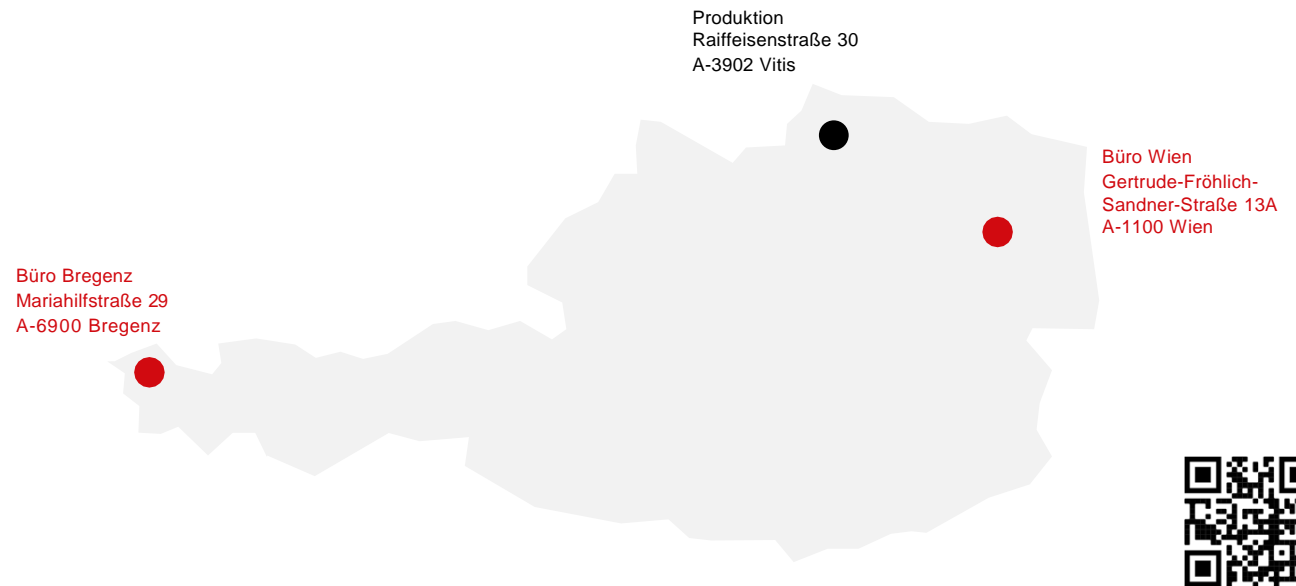 Produktion
Raiffeisenstraße 30
A-3902 Vitis
Büro Wien
Gertrude-Fröhlich-
Sandner-Straße 13A
A-1100 Wien
Büro Bregenz
Mariahilfstraße 29
A-6900 Bregenz